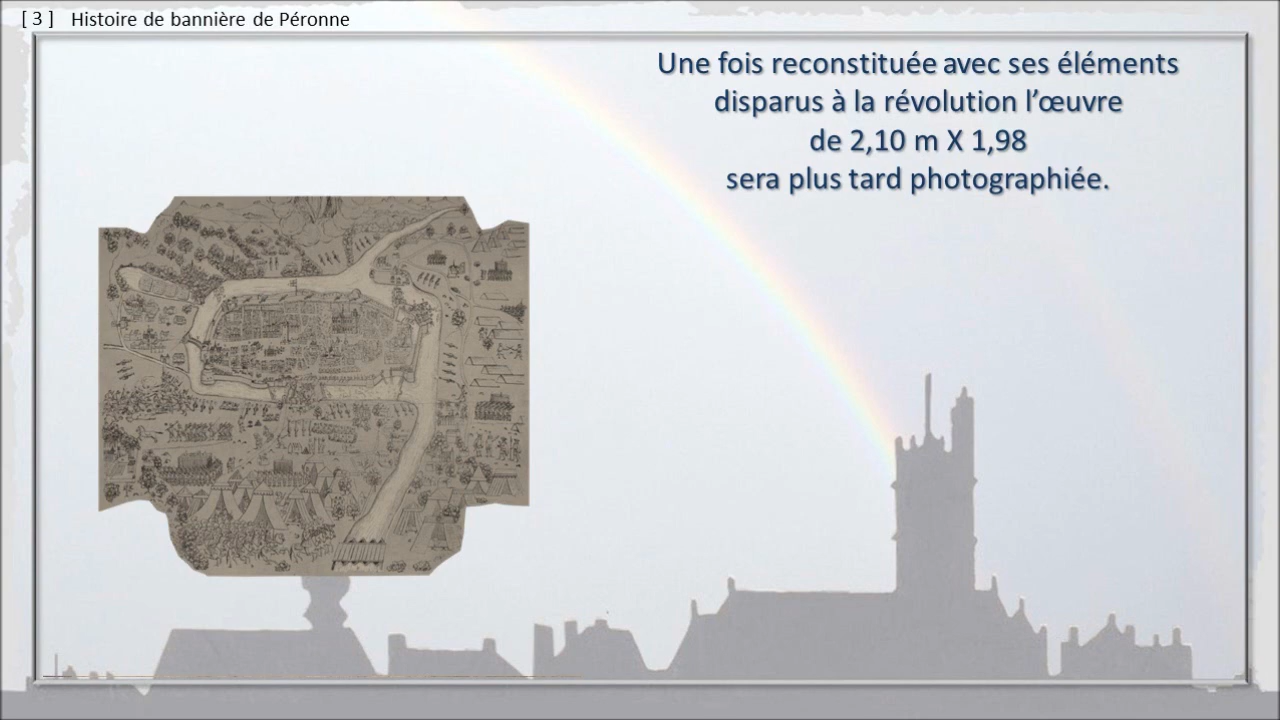 [ 3 ] Histoire de bannière de Péronne
Une fois reconstituée avec ses éléments
disparus à la révolution l’œuvre
de 2,10 m X 1,98
sera plus tard photographiée.